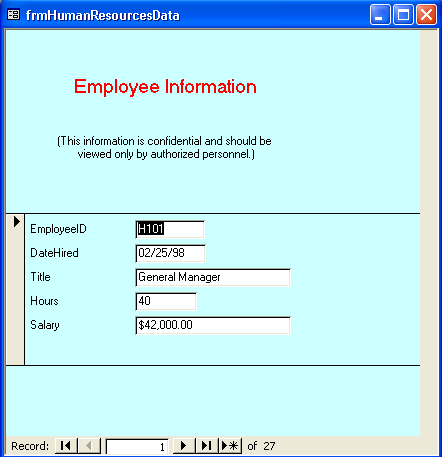 frmHumanResourcesData
Employee Information
(This information is confidential and should be
viewed only by authorized personnel.)
EmployeeID H101
DateHired 02/25/98
Title General Manager
Hours 40
Salary $42,000.00
Record: 1 of 27